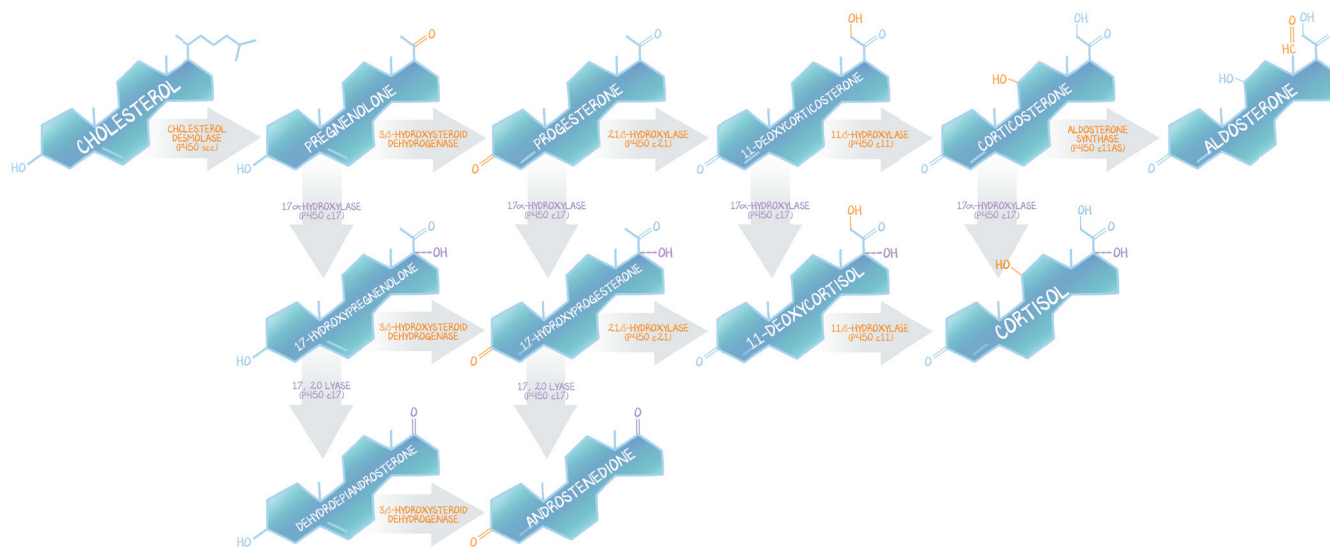 OH
O
O
O
OH
O
O
HC
OH
O
HO
HO
CHOLESTEROL
PREGNENOLONE
PROGESTERONE
11-DEOXYCORTICOSTERONE
CORTICOSTERONE
ALDOSTERONE
CHOLESTEROL
DESMOLASE
(P450 scc)
3β-HYDROXYSTEROID
DEHYDROGENASE
21β-HYDROXYLASE
(P450 c21)
11β-HYDROXYLASE
(P450 c11)
ALDOSTERONE
SYNTHASE
(P450 c11AS)
HO
HO
O
O
O
O
17α-HYDROXYLASE
(P450 c17)
17α-HYDROXYLASE
(P450 c17)
17α-HYDROXYLASE
(P450 c17)
17α-HYDROXYLASE
(P450 c17)
O
OH
O
OH
OH
O
OH
OH
O
OH
HO
17-HYDROXYPREGNENOLONE
17-HYDROXYPROGESTERONE
11-DEOXYCORTISOL
CORTISOL
3β-HYDROXYSTEROID
DEHYDROGENASE
21β-HYDROXYLASE
(P450 c21)
11β-HYDROXYLASE
(P450 c11)
HO
O
O
O
17, 20 LYASE
(P450 c17)
17, 20 LYASE
(P450 c17)
O
O
DEHYDROEPIANDROSTERONE
ANDROSTENEDIONE
3β-HYDROXYSTEROID
DEHYDROGENASE
HO
O